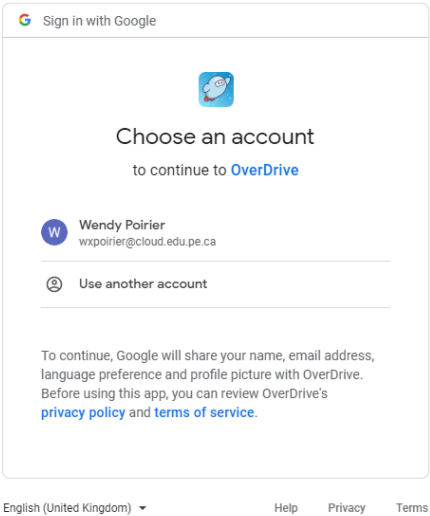 Sign in with Google
Choose an account
to continue to OverDrive
W
Wendy Poirier
wxpoirier@cloud.edu.pe.ca
Use another account
To continue, Google will share your name, email address,
language preference and profile picture with OverDrive.
Before using this app, you can review OverDrive's
privacy policy and terms of service.
English (United Kingdom) Help Privacy Terms